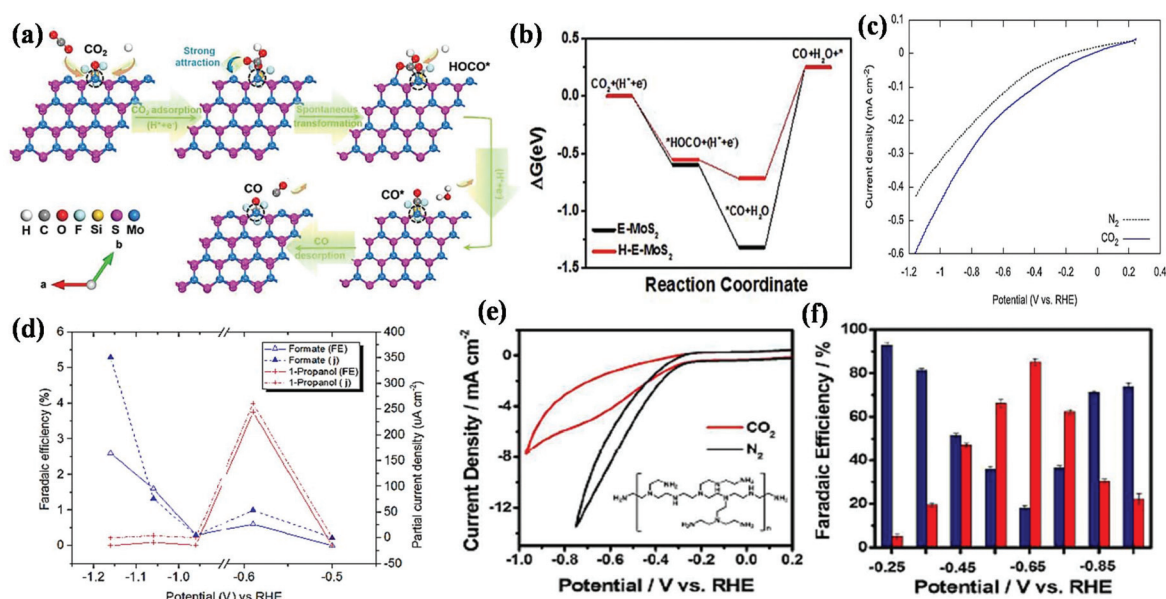 (a)
CO2
Strong
attraction
HOCO*
CO2 adsorption
(H++e-)
Spontaneous
transformation
(H++e-)
CO
CO*
CO
desorption
H C O F Si S Mo
b
a
(b)
ΔG(eV)
0.0
-0.5
-1.0
-1.5
CO2+(H++e-)
*HOCO+(H++e-)
*CO+H2O
CO+H2O+*
E-MoS2
H-E-MoS2
Reaction Coordinate
(c)
Current density (mA cm-2)
0.1
0
-0.1
-0.2
-0.3
-0.4
-0.5
-0.6
N2
CO2
-1 -0.8 -0.6 -0.4 -0.2 0 0.2 0.4
Potential (V vs. RHE)
(d)
Faradaic efficiency (%)
6
5
4
3
2
1
0
Formate (FE)
Formate (j)
1-Propanol (FE)
1-Propanol (j)
400
350
300
250
200
150
100
50
0
-50
Partial current density (uA cm-2)
-1.2 -1.1 -1.0 -0.6 -0.5
Potential (V) vs RHE
(e)
Current Density / mA cm-2
0
-4
-8
-12
CO2
N2
NH2
NH2
H2N
N
N
H
N
N
H
N
N
NH2
H2N
NH2
n
-1.0 -0.8 -0.6 -0.4 -0.2 0.0 0.2
Potential / V vs. RHE
(f)
Faradaic Efficiency / %
100
80
60
40
20
0
-0.25 -0.45 -0.65 -0.85
Potential / V vs. RHE